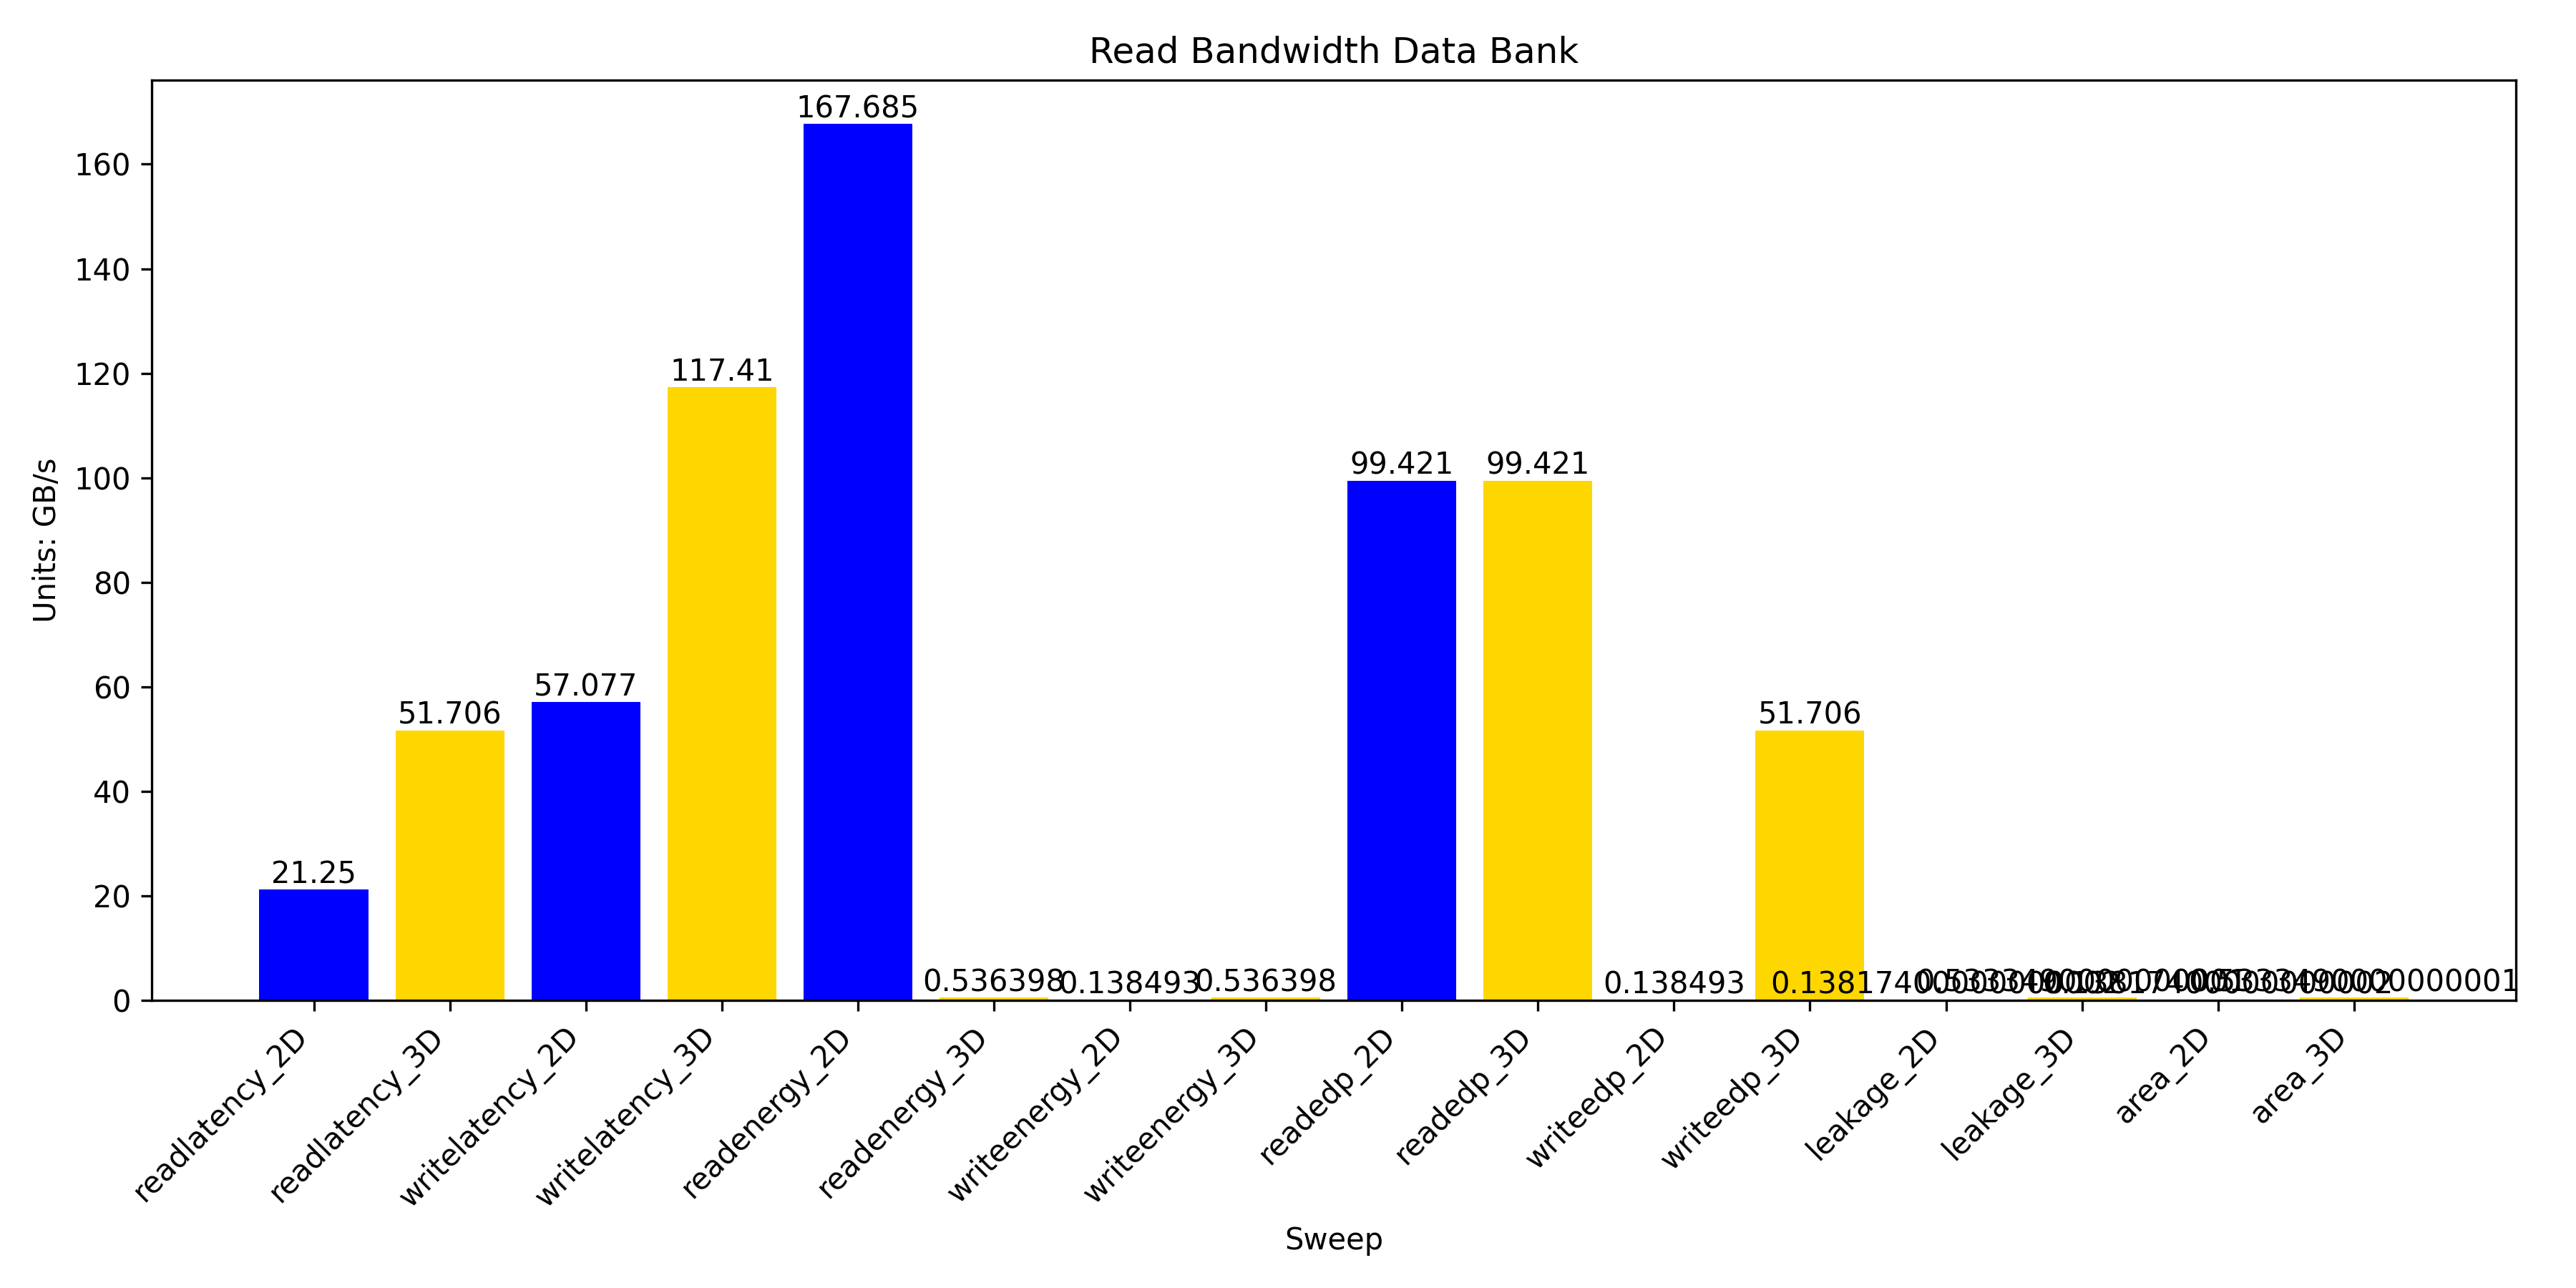 Read Bandwidth Data Bank
Units: GB/s
160
140
120
100
80
60
40
20
0
21.25
51.706
57.077
117.41
167.685
0.536398
0.138493
0.536398
99.421
99.421
0.138493
51.706
readlatency_2D
readlatency_3D
writelatency_2D
writelatency_3D
readenergy_2D
readenergy_3D
writeenergy_2D
writeenergy_3D
readedp_2D
readedp_3D
writeedp_2D
writeedp_3D
leakage_2D
leakage_3D
area_2D
area_3D
Sweep